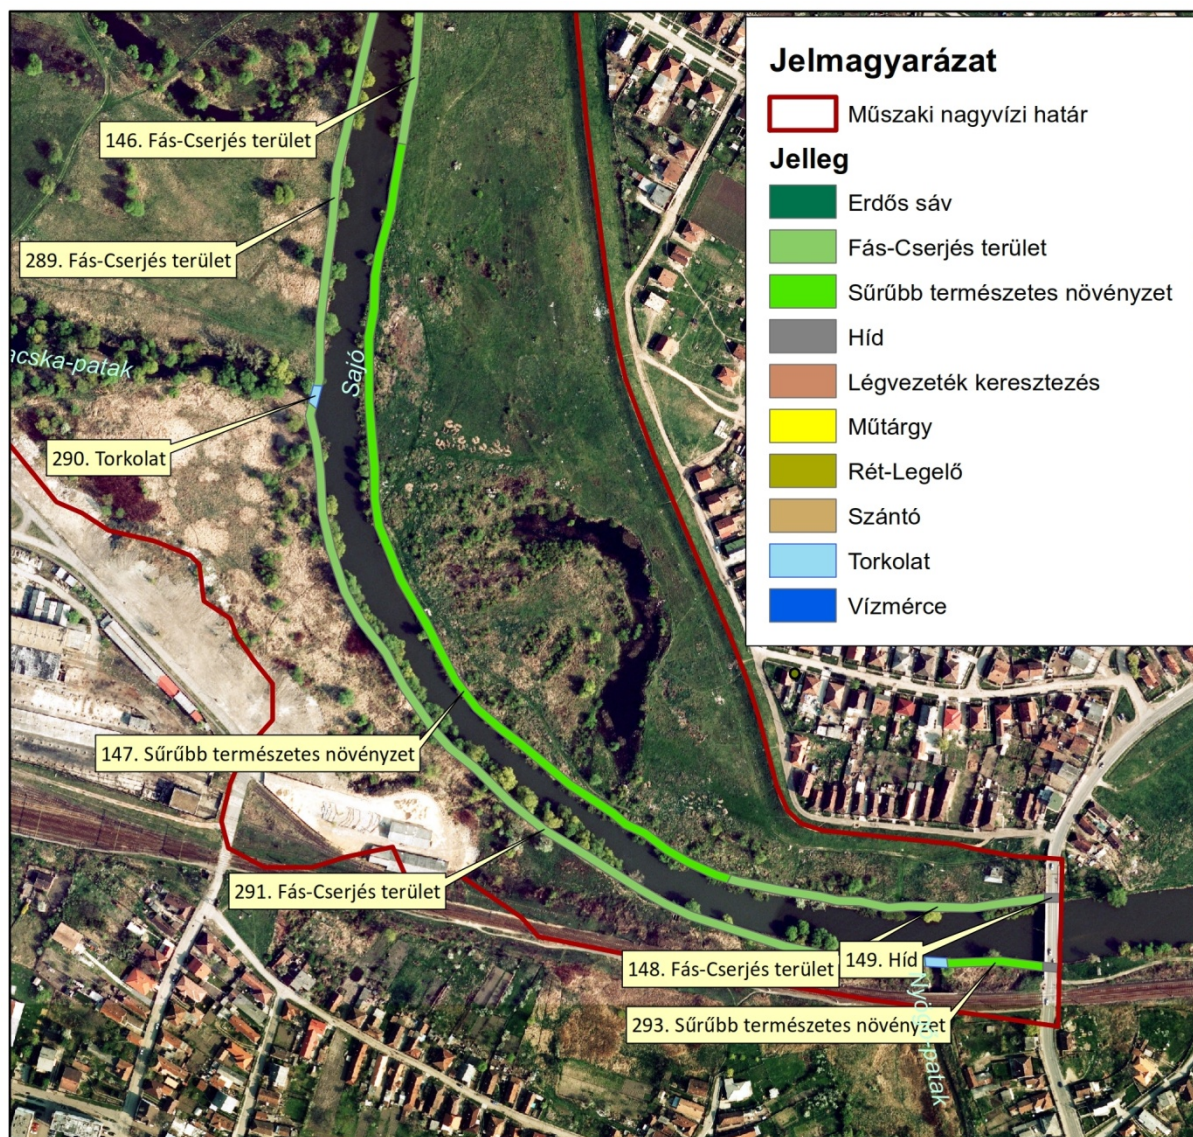 Jelmagyarázat
Műszaki nagyvízi határ
Jelleg
Erdős sáv
Fás-Cserjés terület
Sűrűbb természetes növényzet
Híd
Légvezeték keresztezés
Műtárgy
Rét-Legelő
Szántó
Torkolat
Vízmérce
146. Fás-Cserjés terület
289. Fás-Cserjés terület
acska-patak
Sajó
290. Torkolat
147. Sűrűbb természetes növényzet
291. Fás-Cserjés terület
148. Fás-Cserjés terület
149. Híd
293. Sűrűbb természetes növényzet